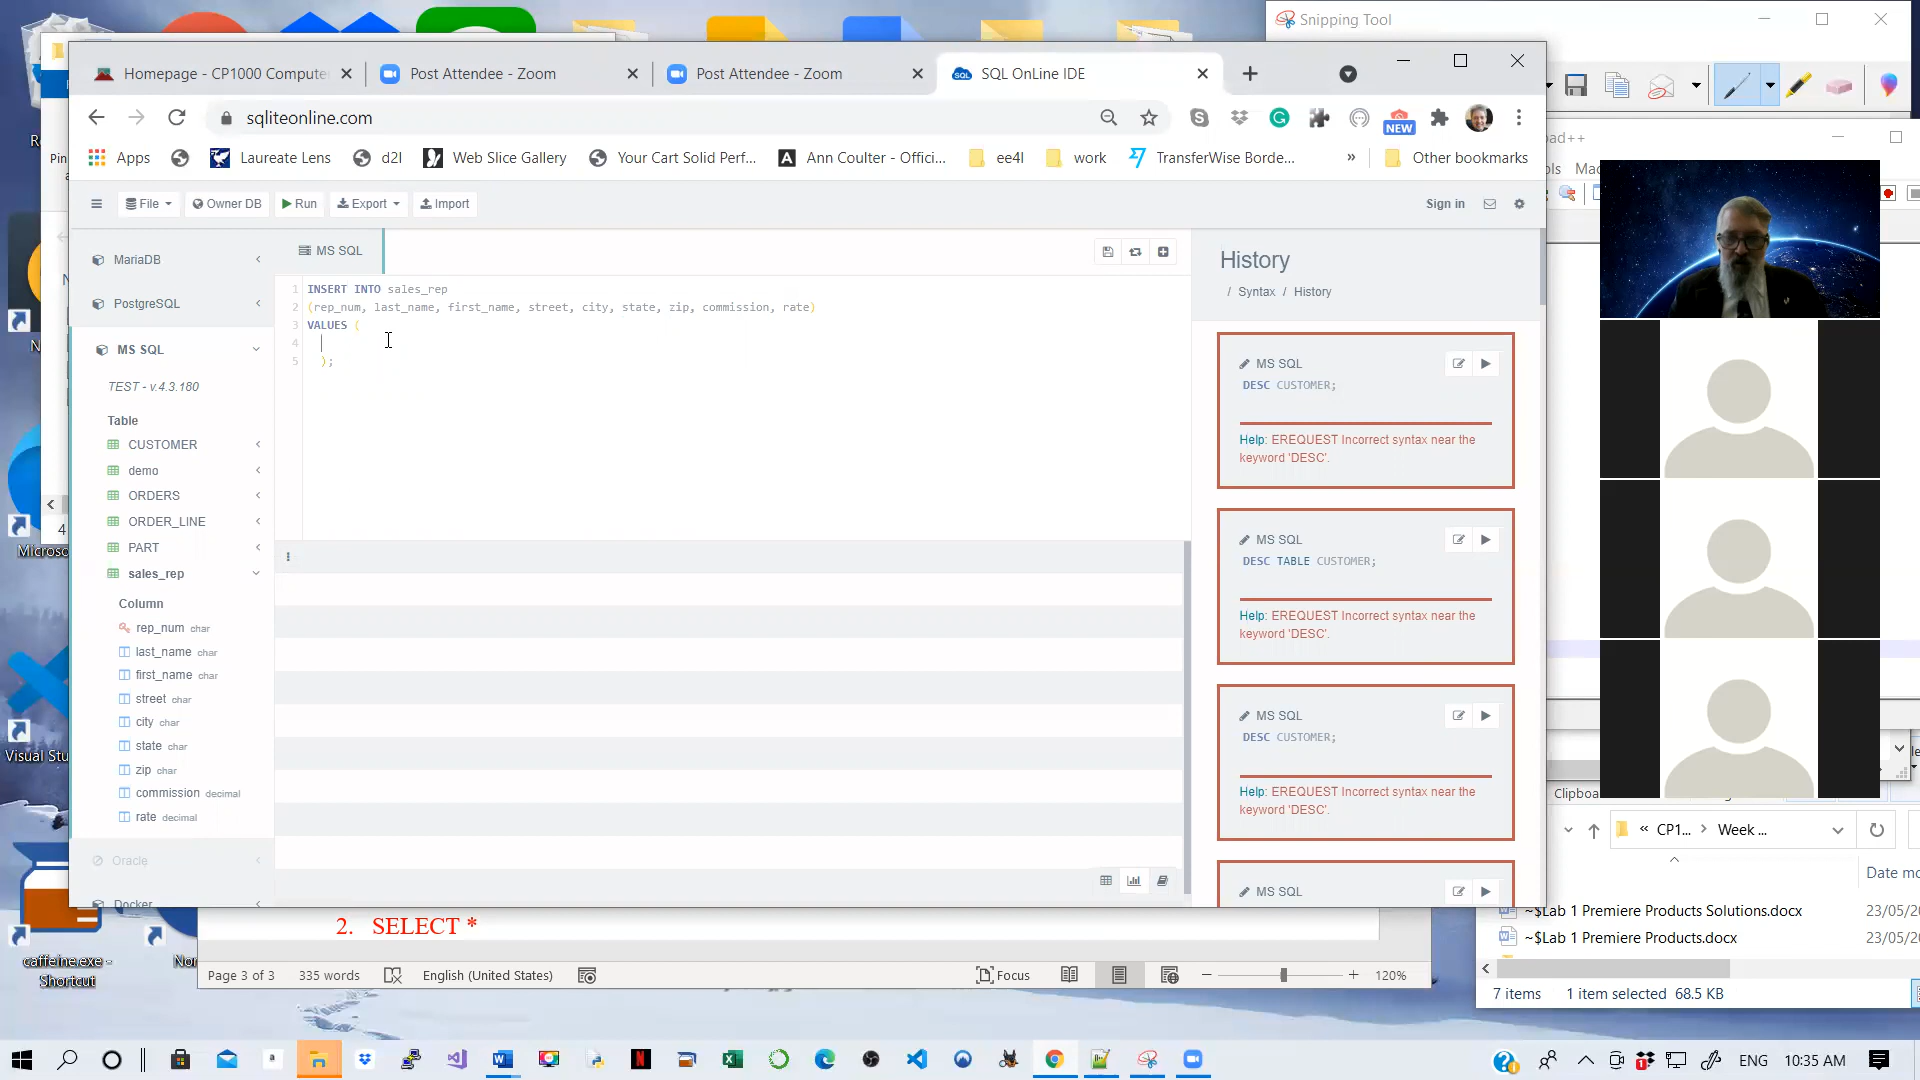 Snipping Tool
Homepage - CP1000 Compute
Post Attendee - Zoom
Post Attendee - Zoom
SQL OnLine IDE
sqliteonline.com
NEW
Apps
Laureate Lens
d2l
Web Slice Gallery
Your Cart Solid Perf...
Ann Coulter - Offici...
ee4l
work
TransferWise Borde...
»
Other bookmarks
File
Owner DB
Run
Export
Import
Sign in
MariaDB
PostgreSQL
MS SQL
TEST - v.4.3.180
Table
CUSTOMER
demo
ORDERS
ORDER_LINE
PART
sales_rep
Column
rep_num char
last_name char
first_name char
street char
city char
state char
zip char
commission decimal
rate decimal
Oracle
Docker
MS SQL
1 INSERT INTO sales_rep
2 (rep_num, last_name, first_name, street, city, state, zip, commission, rate)
3 VALUES (
4
5 );
History
/ Syntax / History
MS SQL
DESC CUSTOMER;
Help: EREQUEST Incorrect syntax near the
keyword 'DESC'.
MS SQL
DESC TABLE CUSTOMER;
Help: EREQUEST Incorrect syntax near the
keyword 'DESC'.
MS SQL
DESC CUSTOMER;
Help: EREQUEST Incorrect syntax near the
keyword 'DESC'.
MS SQL
2. SELECT *
Page 3 of 3
335 words
English (United States)
Focus
120%
Clipboa
« CP1... > Week ...
Date mo
~$Lab 1 Premiere Products Solutions.docx
23/05/20
~$Lab 1 Premiere Products.docx
23/05/20
7 items
1 item selected 68.5 KB
Microso
Visual Stu
caffeine.exe -
Shortcut
Nor
ENG
10:35 AM